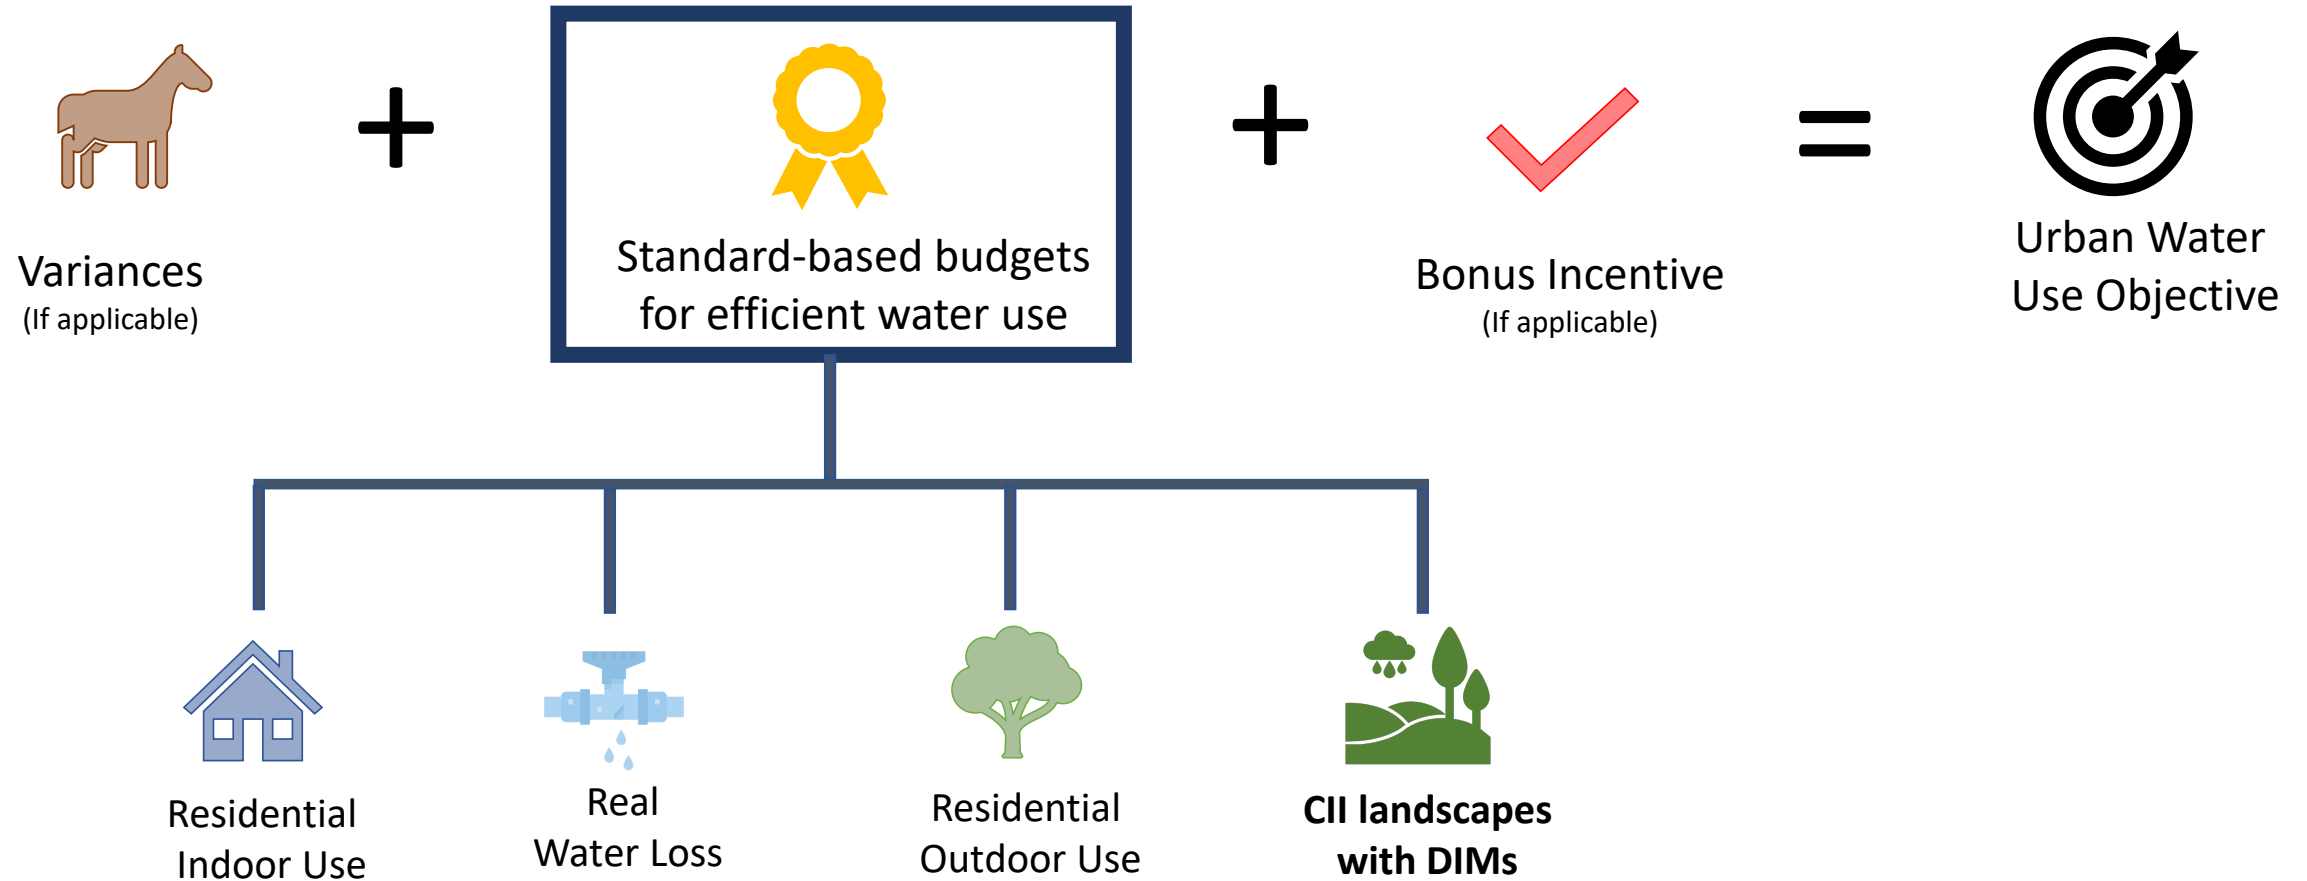 Variances
(If applicable)
+
Standard-based budgets
for efficient water use
+
Bonus Incentive
(If applicable)
=
Urban Water
Use Objective
Residential
Indoor Use
Real
Water Loss
Residential
Outdoor Use
CII landscapes
with DIMs